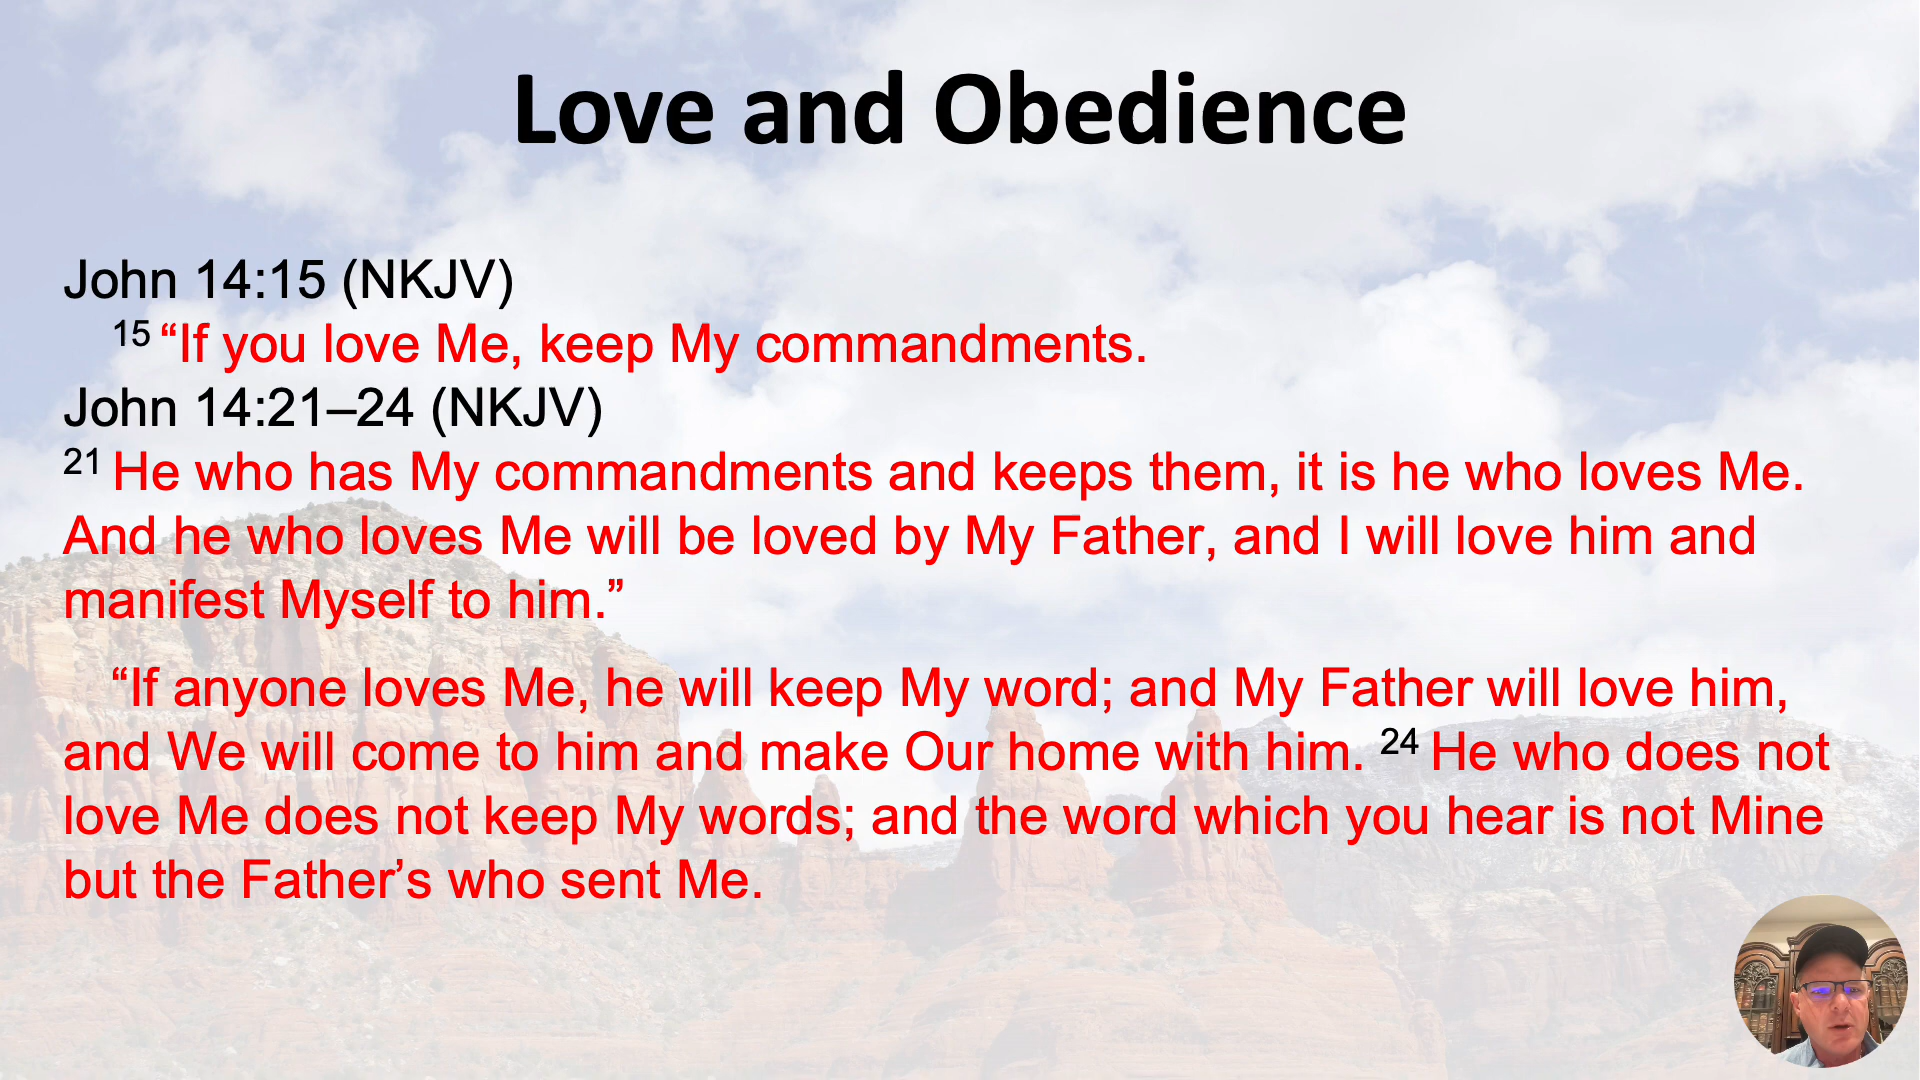 Love and Obedience
John 14:15 (NKJV)
15 “If you love Me, keep My commandments.
John 14:21–24 (NKJV)
21 He who has My commandments and keeps them, it is he who loves Me.
And he who loves Me will be loved by My Father, and I will love him and
manifest Myself to him.”
“If anyone loves Me, he will keep My word; and My Father will love him,
and We will come to him and make Our home with him. 24 He who does not
love Me does not keep My words; and the word which you hear is not Mine
but the Father’s who sent Me.